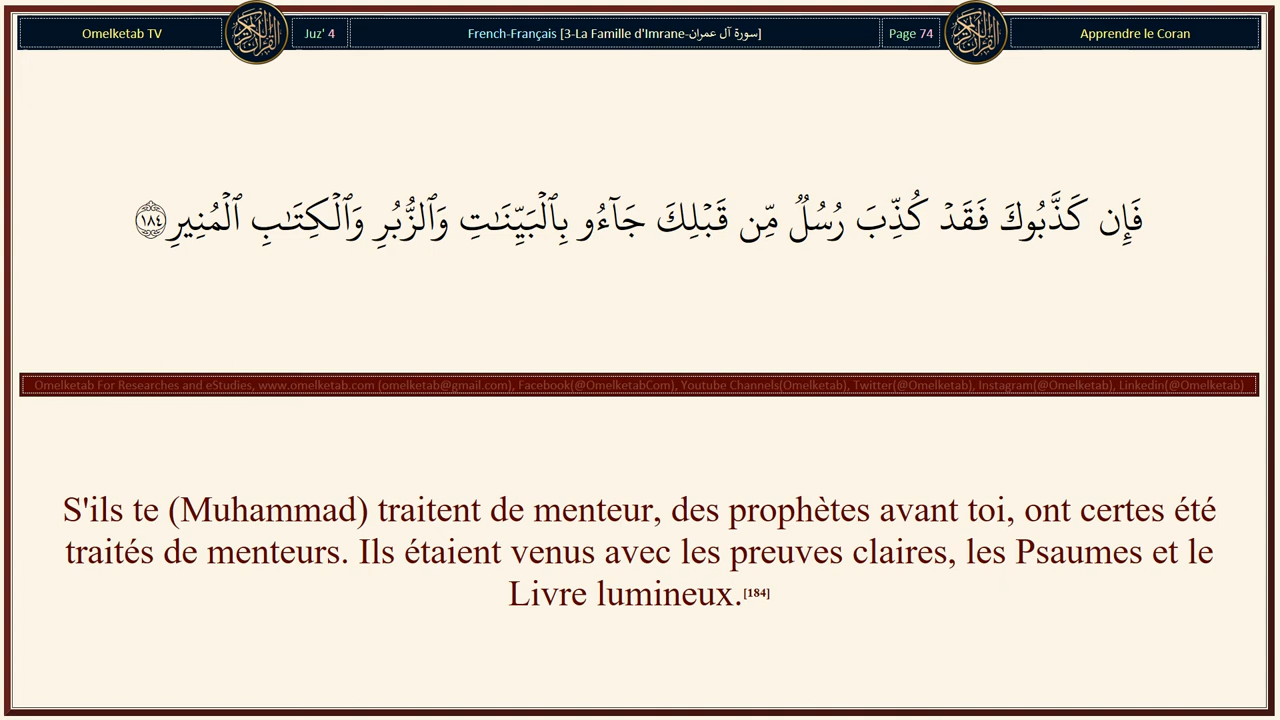 Omelketab TV
Juz' 4
French-Français [3-La Famille d'Imrane-سورة آل عمران]
Page 74
Apprendre le Coran
فَإِن كَذَّبُوكَ فَقَدۡ كُذِّبَ رُسُلٞ مِّن قَبۡلِكَ جَآءُو بِٱلۡبَيِّنَٰتِ وَٱلزُّبُرِ وَٱلۡكِتَٰبِ ٱلۡمُنِيرِ ١٨٤
Omelketab For Researches and eStudies, www.omelketab.com (omelketab@gmail.com), Facebook(@OmelketabCom), Youtube Channels(Omelketab), Twitter(@Omelketab), Instagram(@Omelketab), Linkedin(@Omelketab)
S'ils te (Muhammad) traitent de menteur, des prophètes avant toi, ont certes été
traités de menteurs. Ils étaient venus avec les preuves claires, les Psaumes et le
Livre lumineux.[184]